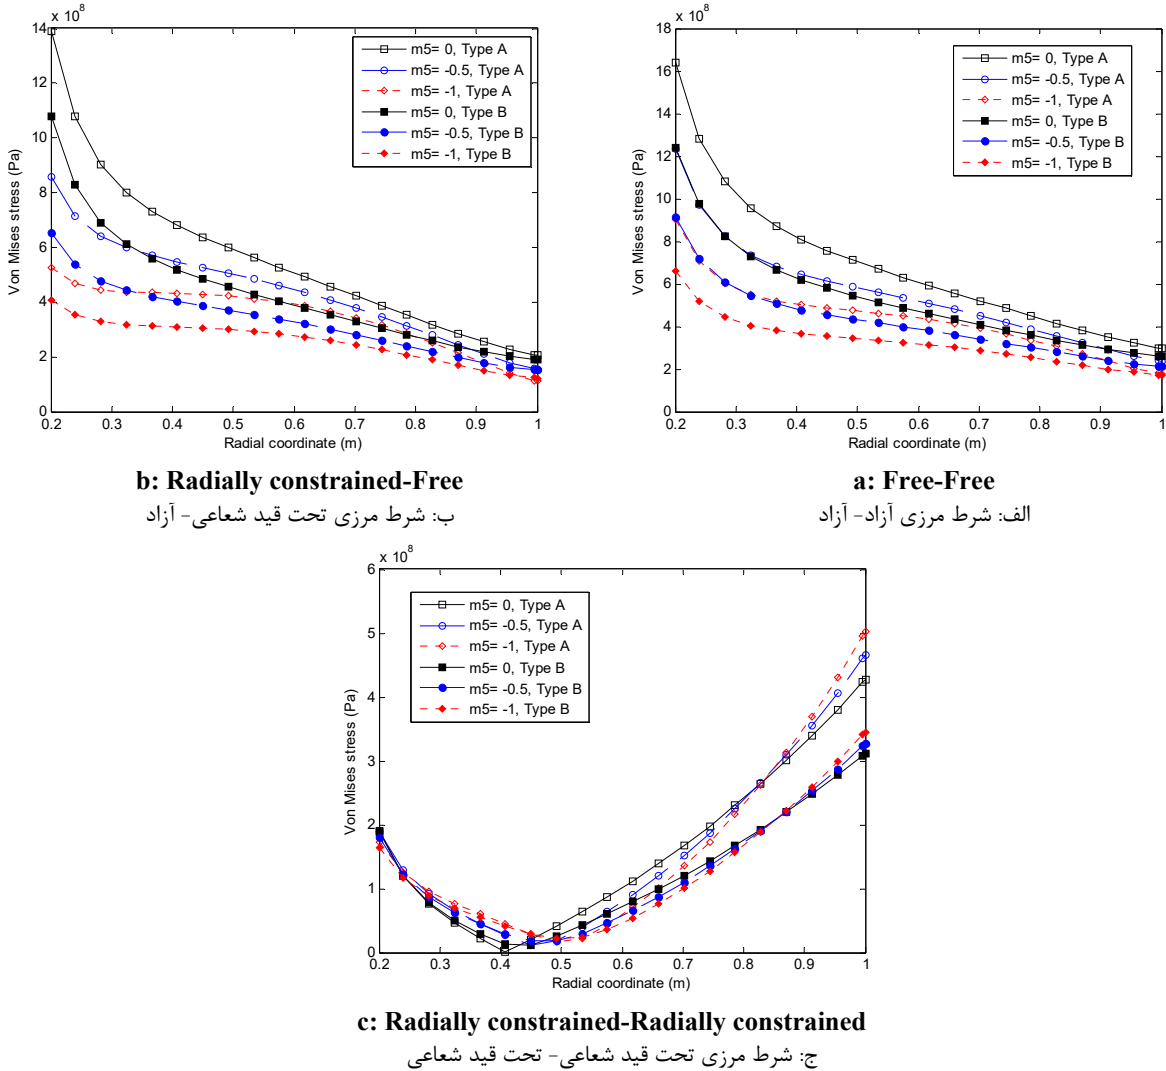 x 10^8
14
12
10
8
6
4
2
0
Von Mises stress (Pa)
m5= 0, Type A
m5= -0.5, Type A
m5= -1, Type A
m5= 0, Type B
m5= -0.5, Type B
m5= -1, Type B
0.2 0.3 0.4 0.5 0.6 0.7 0.8 0.9 1
Radial coordinate (m)
b: Radially constrained-Free
ب: شرط مرزی تحت قید شعاعی- آزاد
x 10^8
18
16
14
12
10
8
6
4
2
0
Von Mises stress (Pa)
m5= 0, Type A
m5= -0.5, Type A
m5= -1, Type A
m5= 0, Type B
m5= -0.5, Type B
m5= -1, Type B
0.2 0.3 0.4 0.5 0.6 0.7 0.8 0.9 1
Radial coordinate (m)
a: Free-Free
الف: شرط مرزی آزاد- آزاد
x 10^8
6
5
4
3
2
1
0
Von Mises stress (Pa)
m5= 0, Type A
m5= -0.5, Type A
m5= -1, Type A
m5= 0, Type B
m5= -0.5, Type B
m5= -1, Type B
0.2 0.3 0.4 0.5 0.6 0.7 0.8 0.9 1
Radial coordinate (m)
c: Radially constrained-Radially constrained
ج: شرط مرزی تحت قید شعاعی- تحت قید شعاعی